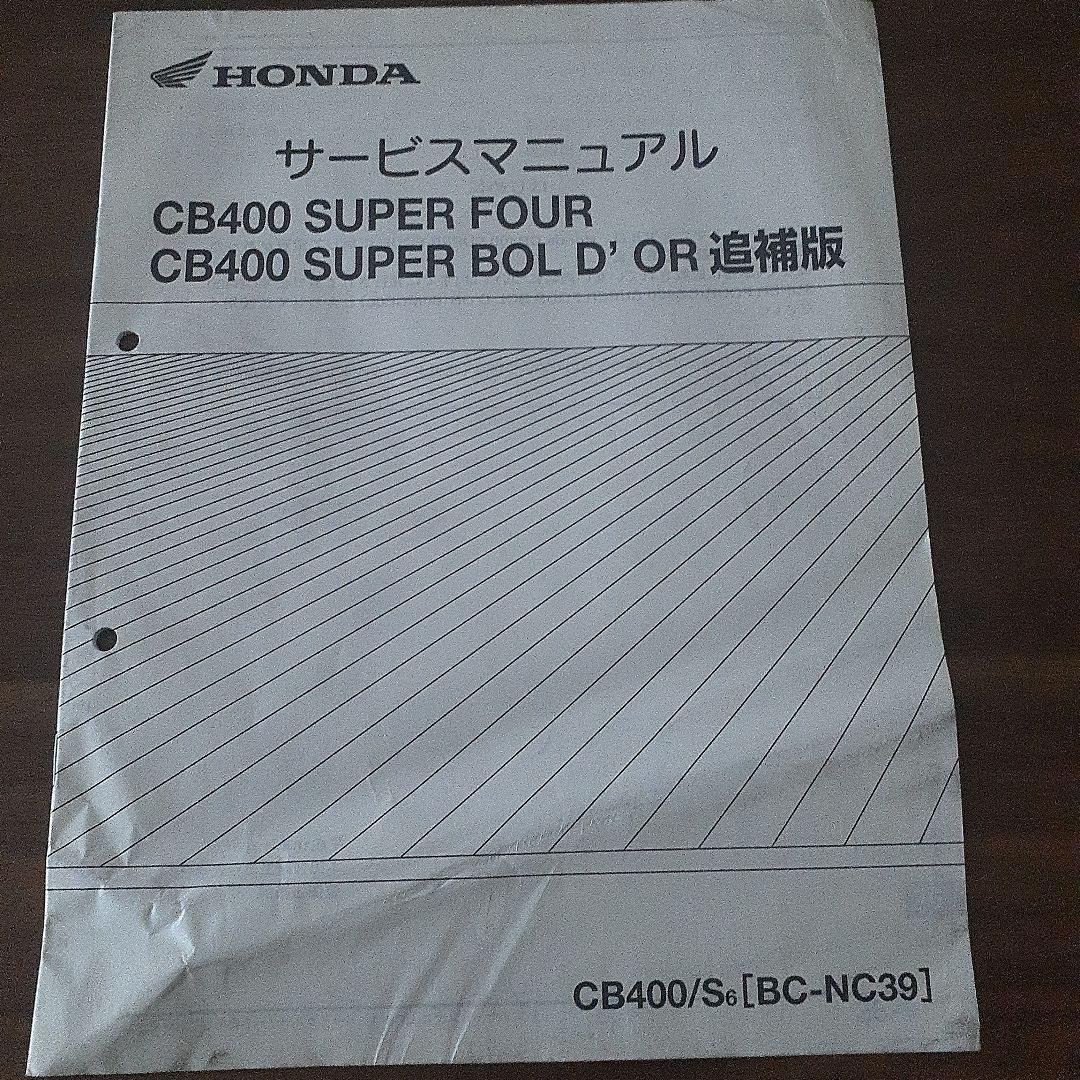 HONDA
サービスマニュアル
CB400 SUPER FOUR
CB400 SUPER BOL D' OR 追補版
CB400/S6[BC-NC39]